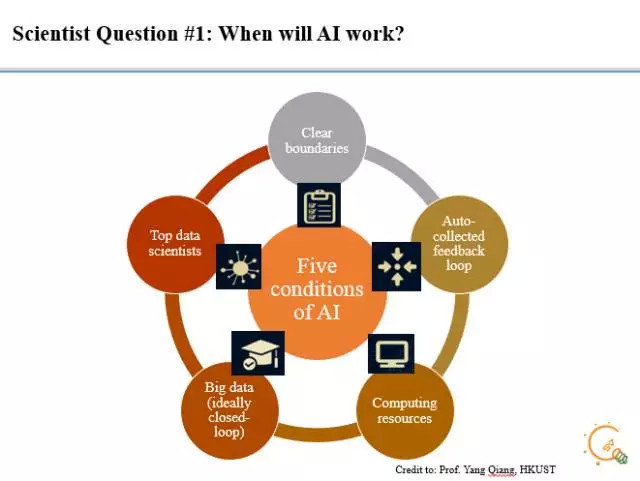 Scientist Question #1: When will AI work?
Clear
boundaries
Auto-
collected
feedback
loop
Top data
scientists
Five
conditions
of AI
Big data
(ideally
closed-
loop)
Computing
resources
Credit to: Prof. Yang Qiang, HKUST